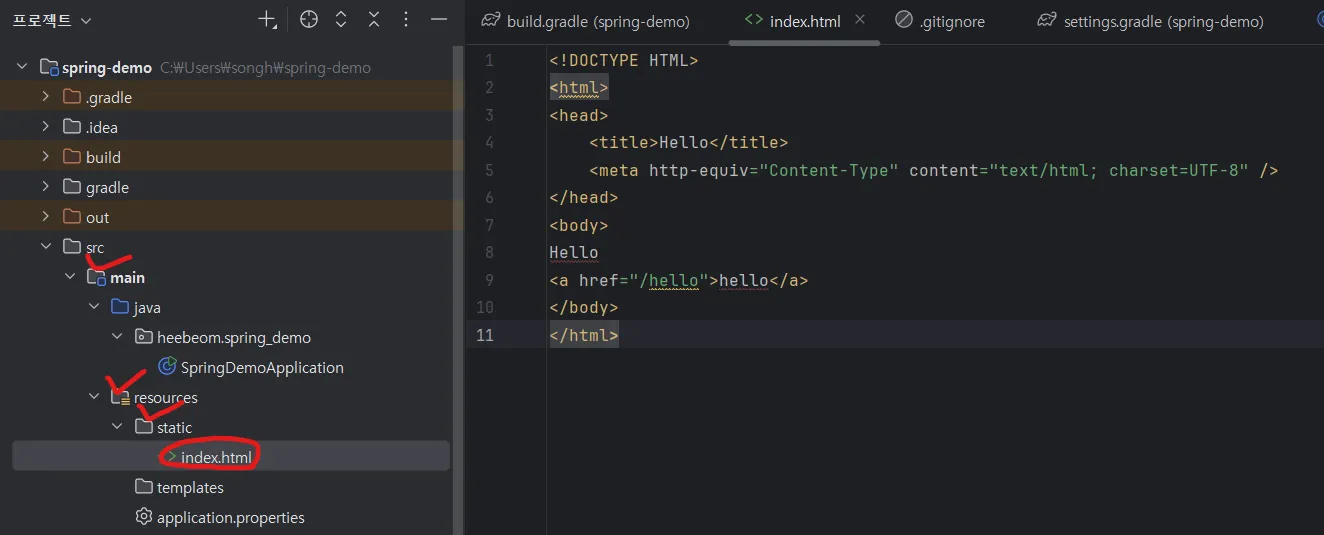 프로젝트
spring-demo C:₩Users₩songh₩spring-demo
.gradle
.idea
build
gradle
out
src
main
java
heebeom.spring_demo
SpringDemoApplication
resources
static
index.html
templates
application.properties
build.gradle (spring-demo)
<> index.html ×
.gitignore
settings.gradle (spring-demo)
1 <!DOCTYPE HTML>
2 <html>
3 <head>
4 <title>Hello</title>
5 <meta http-equiv="Content-Type" content="text/html; charset=UTF-8" />
6 </head>
7 <body>
8 Hello
9 <a href="/hello">hello</a>
10 </body>
11 </html>